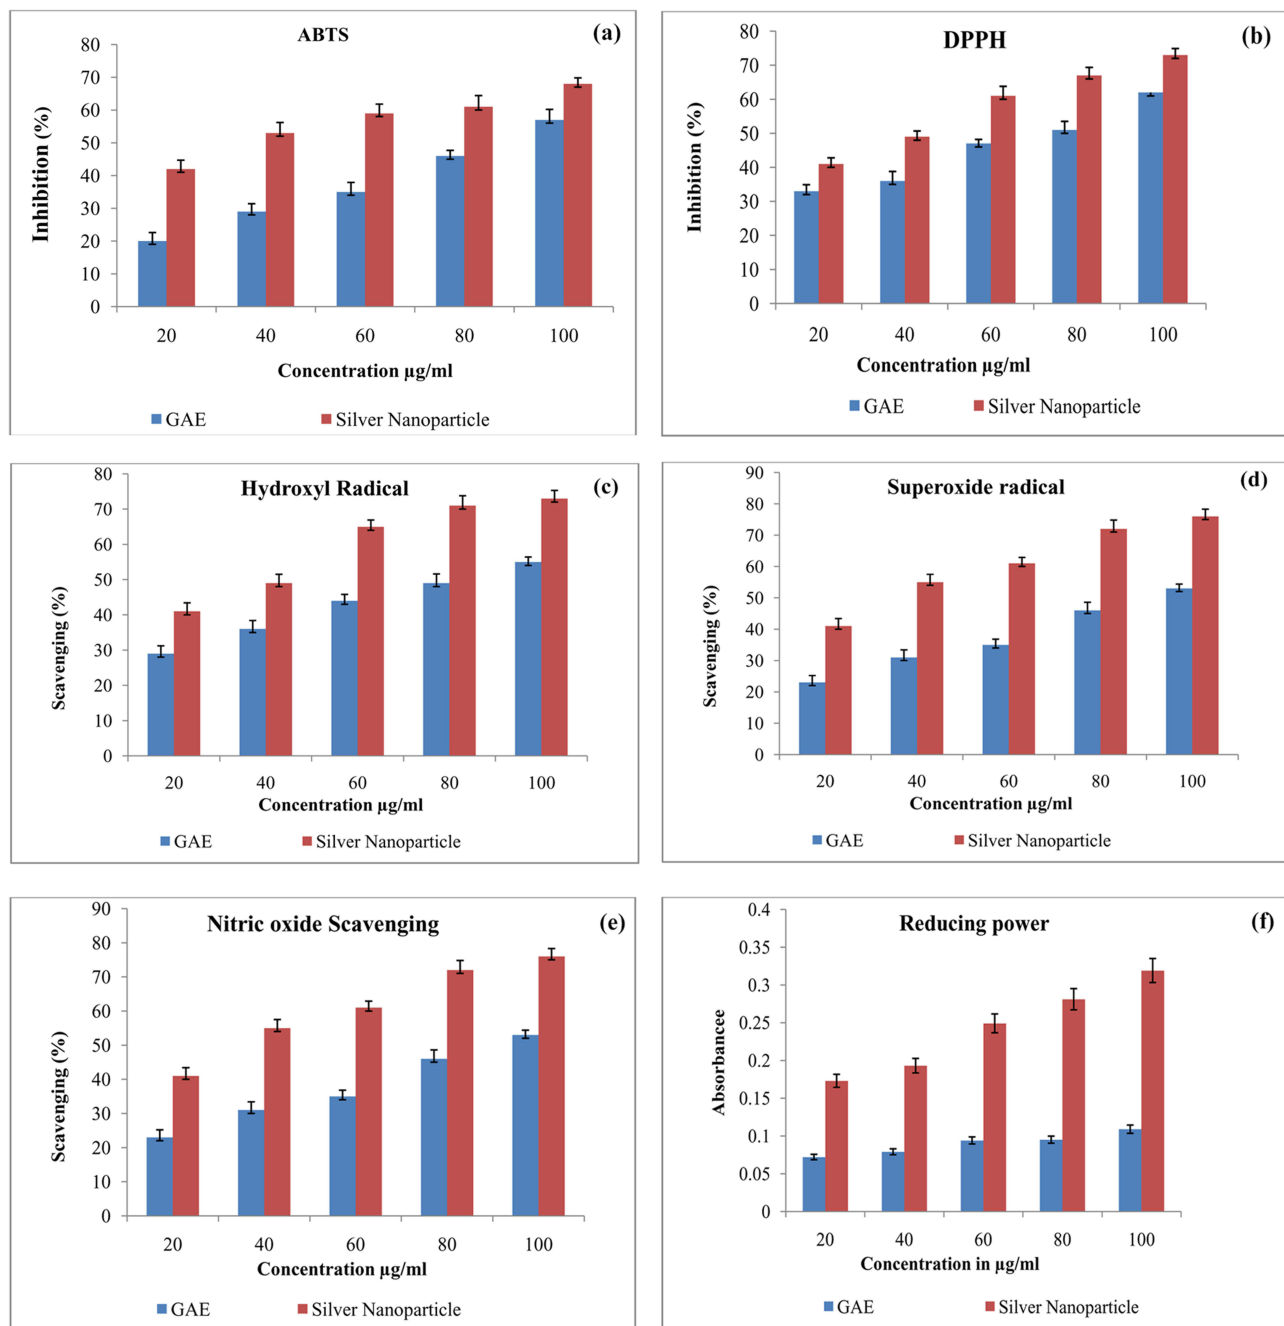 ABTS
(a)
80
70
60
50
40
30
20
10
0
Inhibition (%)
20 40 60 80 100
Concentration µg/ml
GAE Silver Nanoparticle
DPPH
(b)
80
70
60
50
40
30
20
10
0
Inhibition (%)
20 40 60 80 100
Concentration µg/ml
GAE Silver Nanoparticle
Hydroxyl Radical
(c)
80
70
60
50
40
30
20
10
0
Scavenging (%)
20 40 60 80 100
Concentration µg/ml
GAE Silver Nanoparticle
Superoxide radical
(d)
90
80
70
60
50
40
30
20
10
0
Scavenging (%)
20 40 60 80 100
Concentration µg/ml
GAE Silver Nanoparticle
Nitric oxide Scavenging
(e)
90
80
70
60
50
40
30
20
10
0
Scavenging (%)
20 40 60 80 100
Concentration µg/ml
GAE Silver Nanoparticle
Reducing power
(f)
0.4
0.35
0.3
0.25
0.2
0.15
0.1
0.05
0
Absorbancee
20 40 60 80 100
Concentration in µg/ml
GAE Silver Nanoparticle